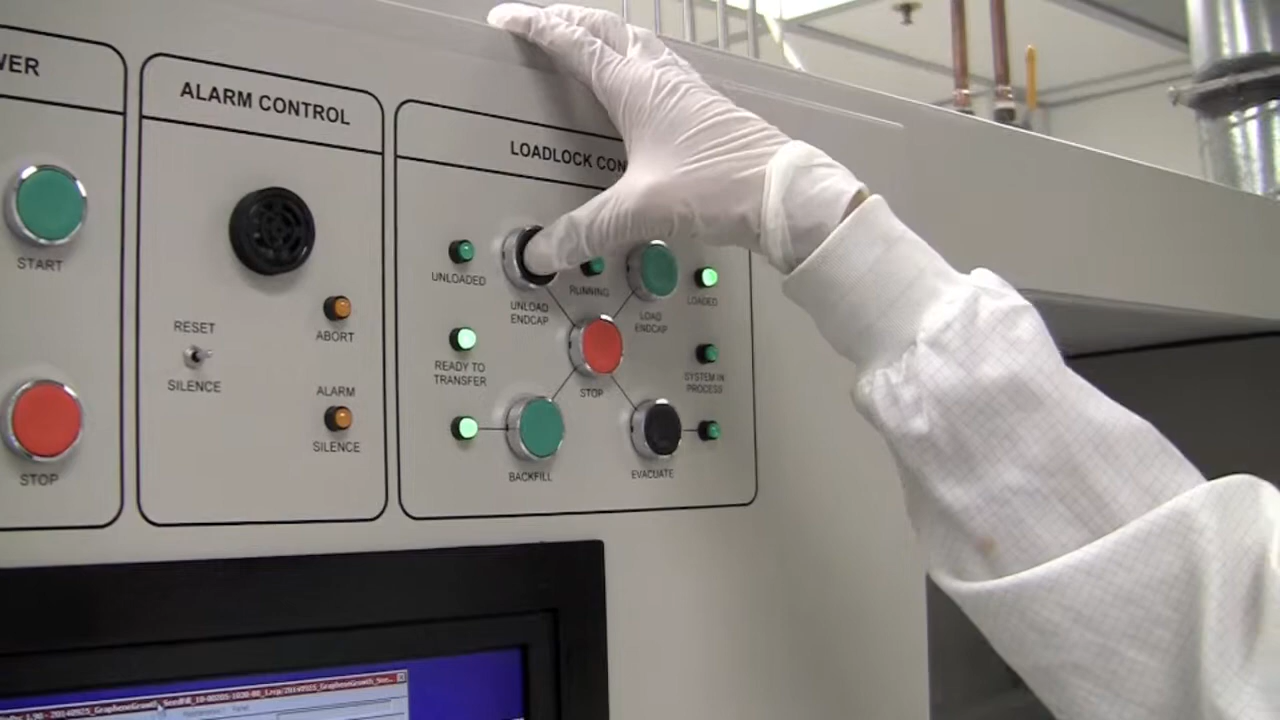 WER
START
STOP
ALARM CONTROL
RESET
SILENCE
ABORT
ALARM
SILENCE
LOADLOCK CON
UNLOADED
UNLOAD
ENDCAP
RUNNING
LOAD
ENDCAP
LOADED
READY TO
TRANSFER
STOP
SYSTEM IN
PROCESS
BACKFILL
EVACUATE